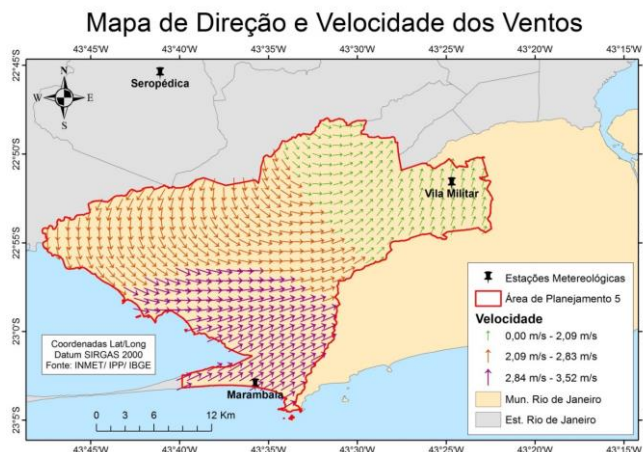 Mapa de Direção e Velocidade dos Ventos
43°45'W 43°40'W 43°35'W 43°30'W 43°25'W 43°20'W 43°15'W
22°45'S
N
W E
S
Seropédica
22°50'S
Vila Militar
22°55'S
23°0'S
23°5'S
Coordenadas Lat/Long
Datum SIRGAS 2000
Fonte: INMET/ IPP/ IBGE
Marambaia
0 3 6 12 Km
Estações Metereológicas
Área de Planejamento 5
Velocidade
0,00 m/s - 2,09 m/s
2,09 m/s - 2,83 m/s
2,84 m/s - 3,52 m/s
Mun. Rio de Janeiro
Est. Rio de Janeiro
43°45'W 43°40'W 43°35'W 43°30'W 43°25'W 43°20'W 43°15'W